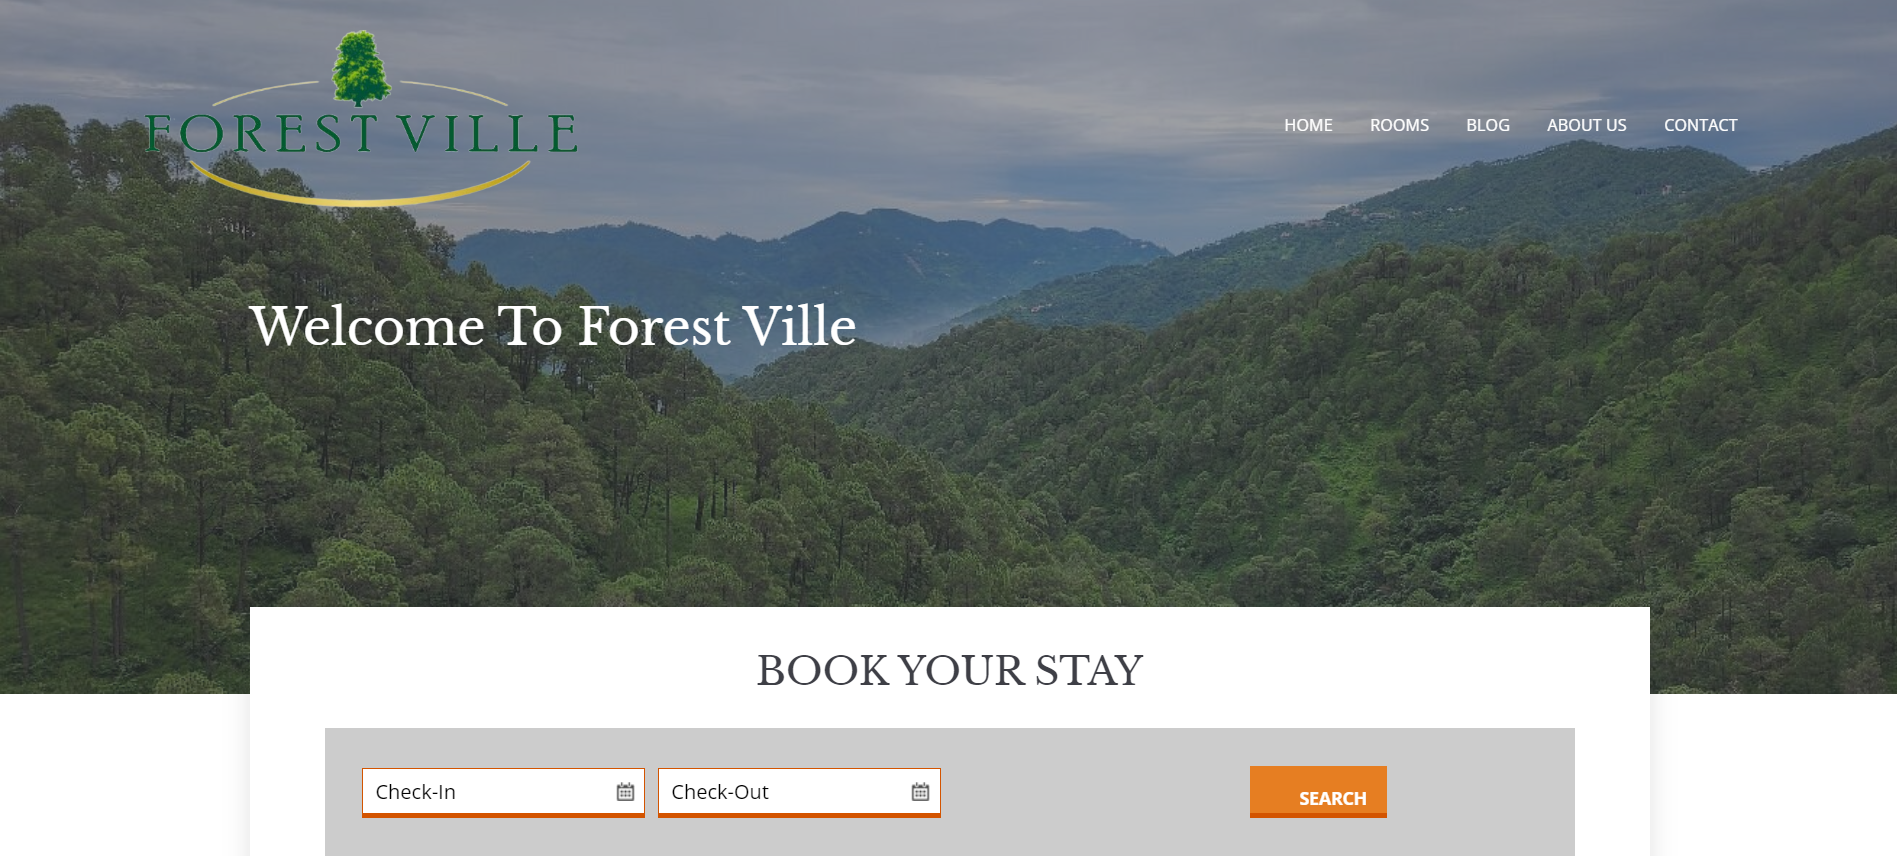 FOREST VILLE
HOME ROOMS BLOG ABOUT US CONTACT
Welcome To Forest Ville
BOOK YOUR STAY
Check-In Check-Out SEARCH